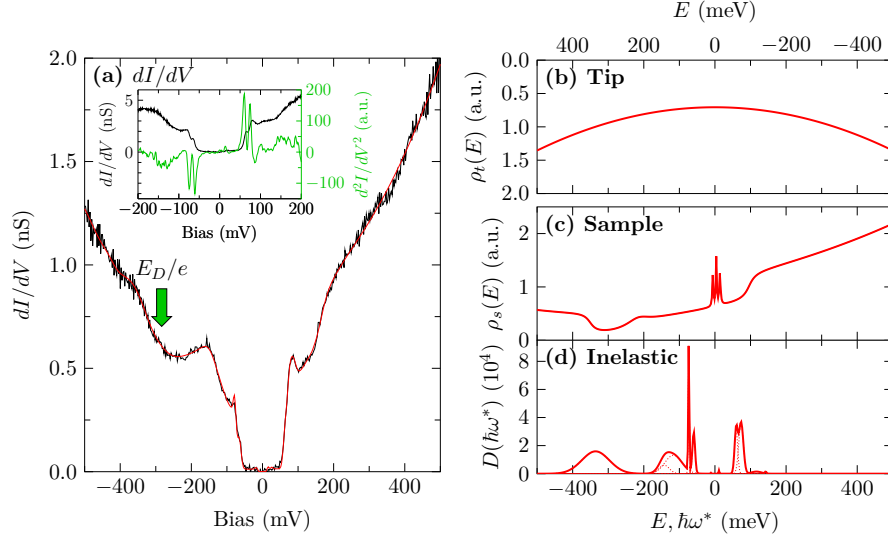 (a) dI/dV
2.0
1.5
1.0
0.5
0.0
dI/dV (nS)
−400 −200 0 200 400
Bias (mV)
E_D/e
5
0
dI/dV (nS)
200
100
0
−100
d²I/dV² (a.u.)
−200 −100 0 100 200
Bias (mV)
E (meV)
400 200 0 −200 −400
(b) Tip
0.0
0.5
1.0
1.5
2.0
ρ_t(E) (a.u.)
(c) Sample
2
1
0
ρ_s(E) (a.u.)
(d) Inelastic
8
6
4
2
0
D(ℏω*) (10⁴)
−400 −200 0 200 400
E, ℏω* (meV)